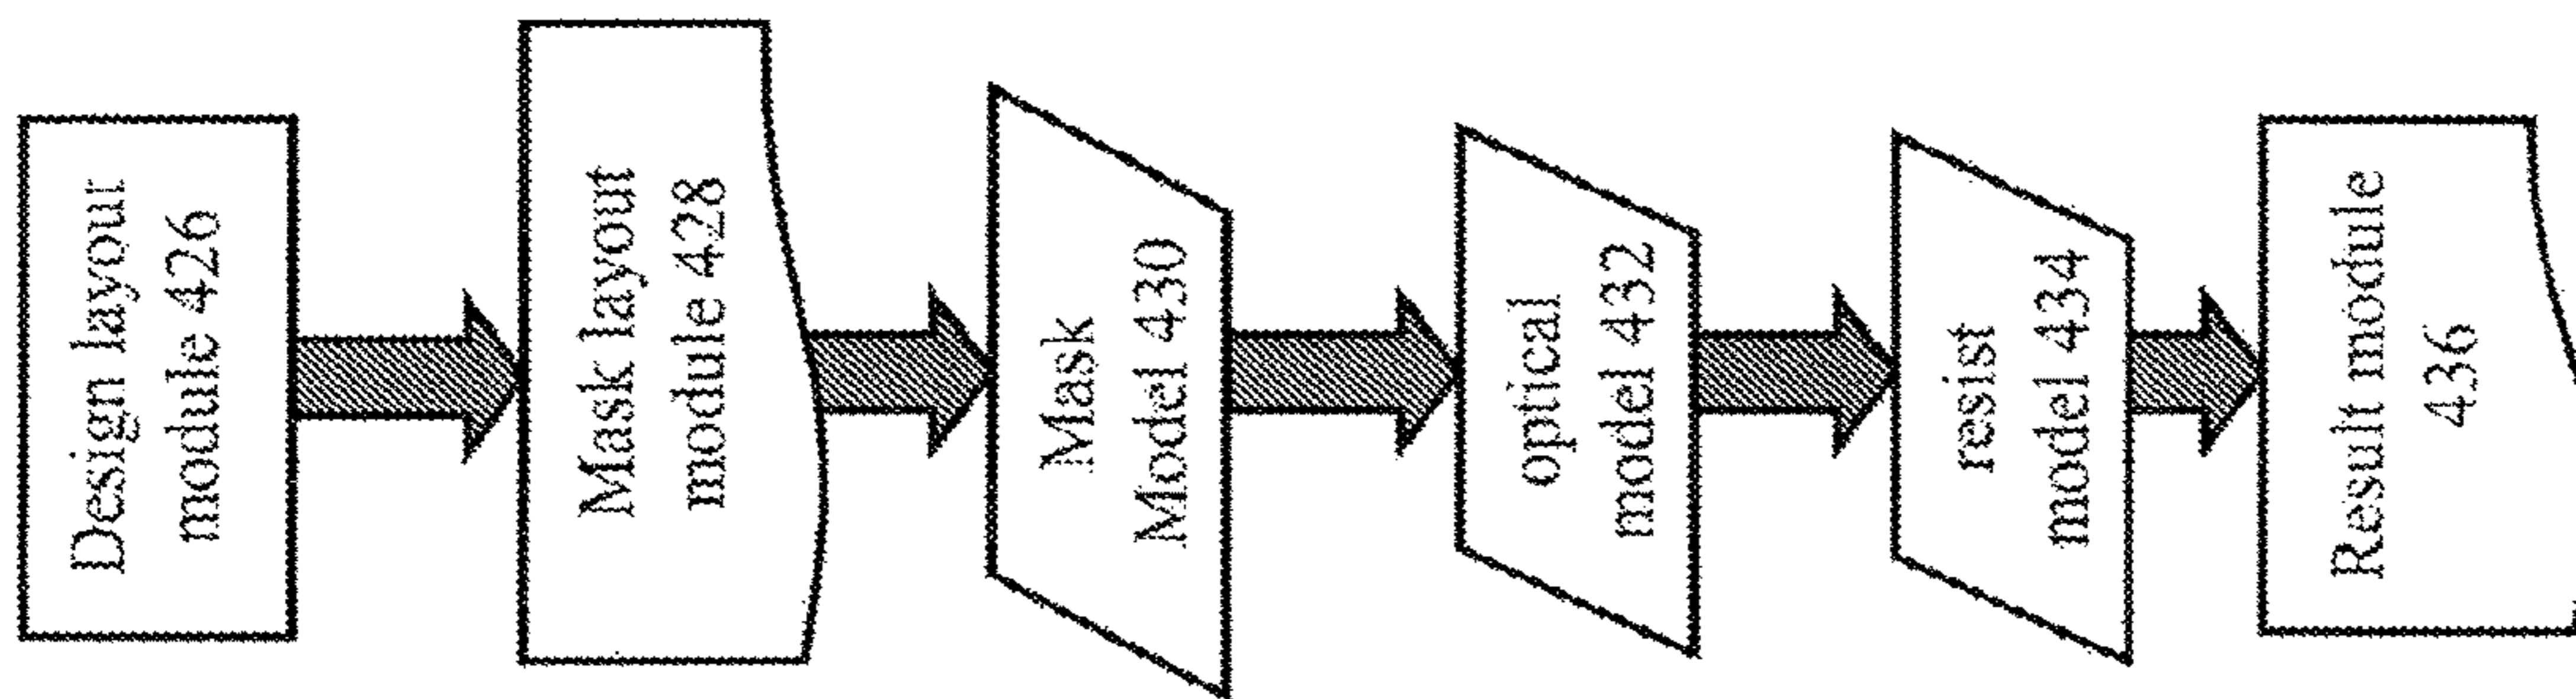 Design layout
module 426
Mask layout
module 428
Mask
Model 430
optical
model 432
resist
model 434
Result module
436